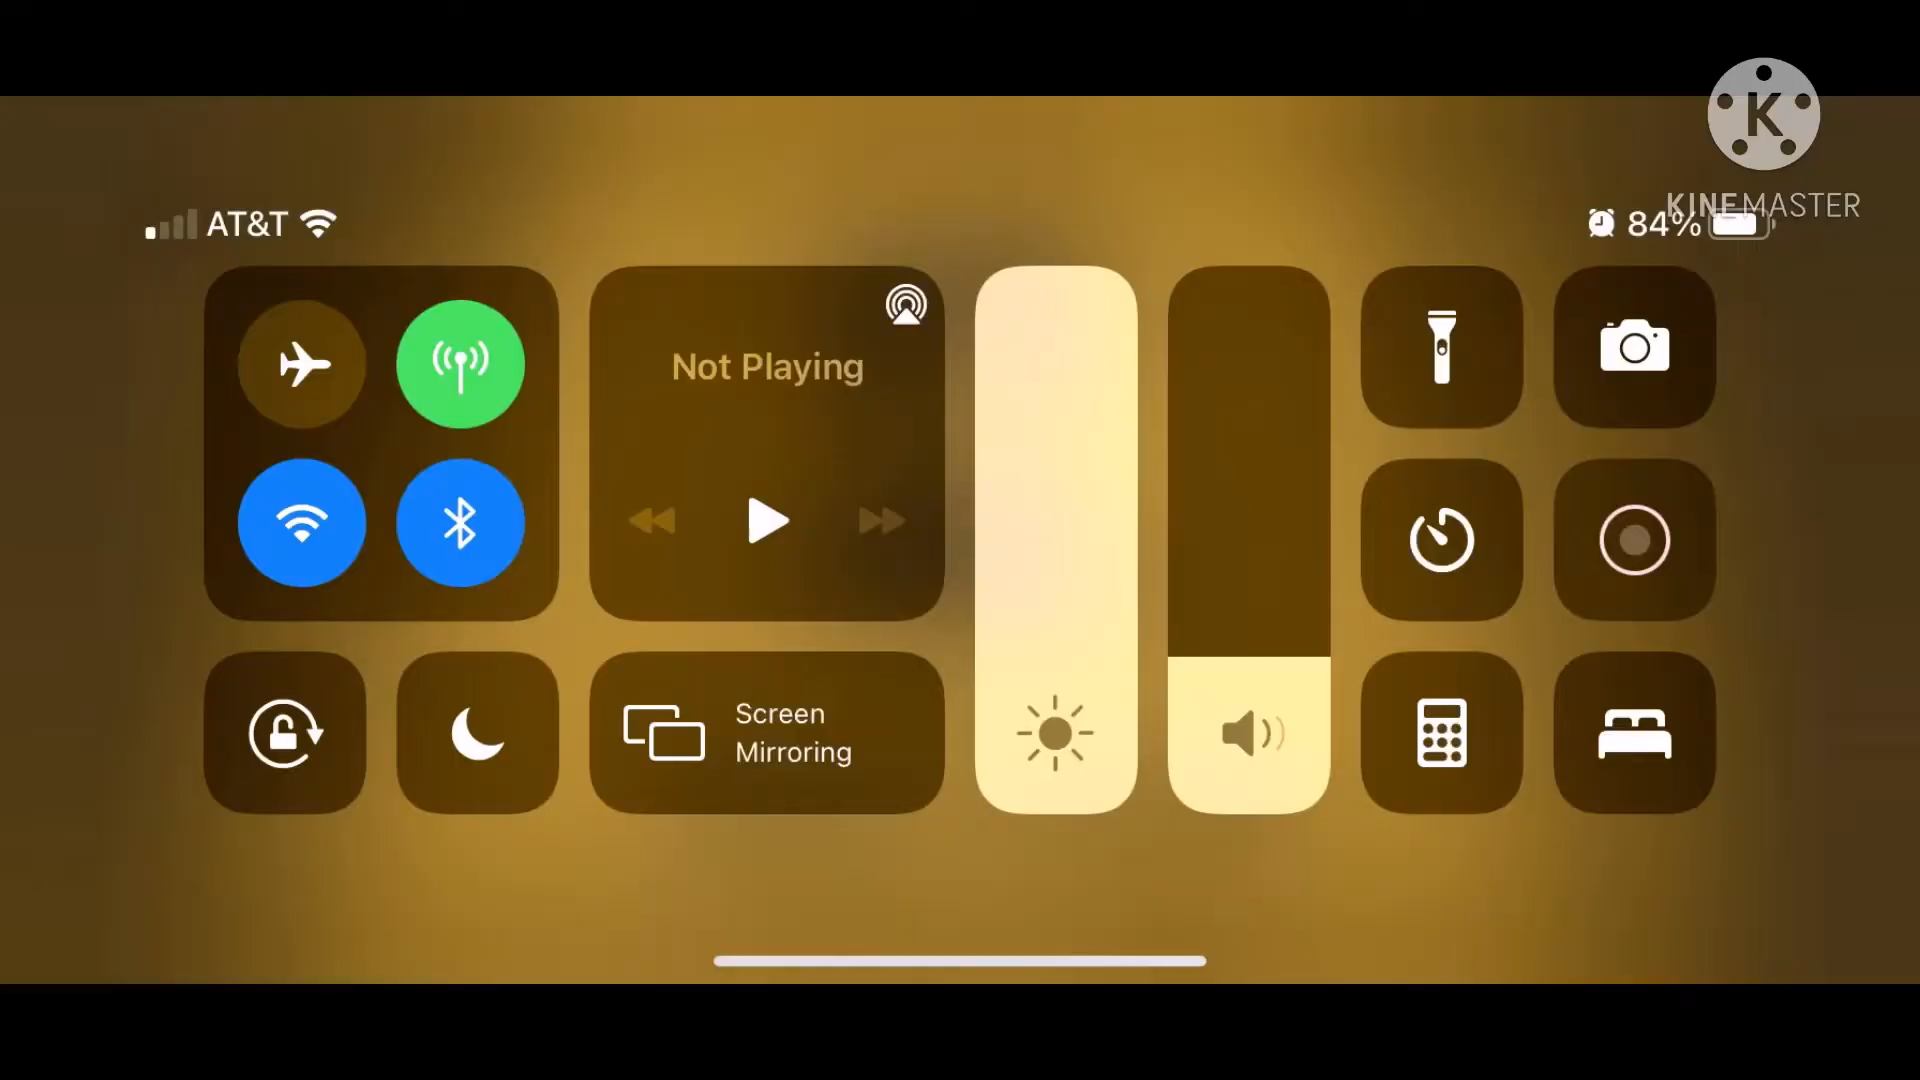 K
KINEMASTER
AT&T
84%
Not Playing
Screen
Mirroring